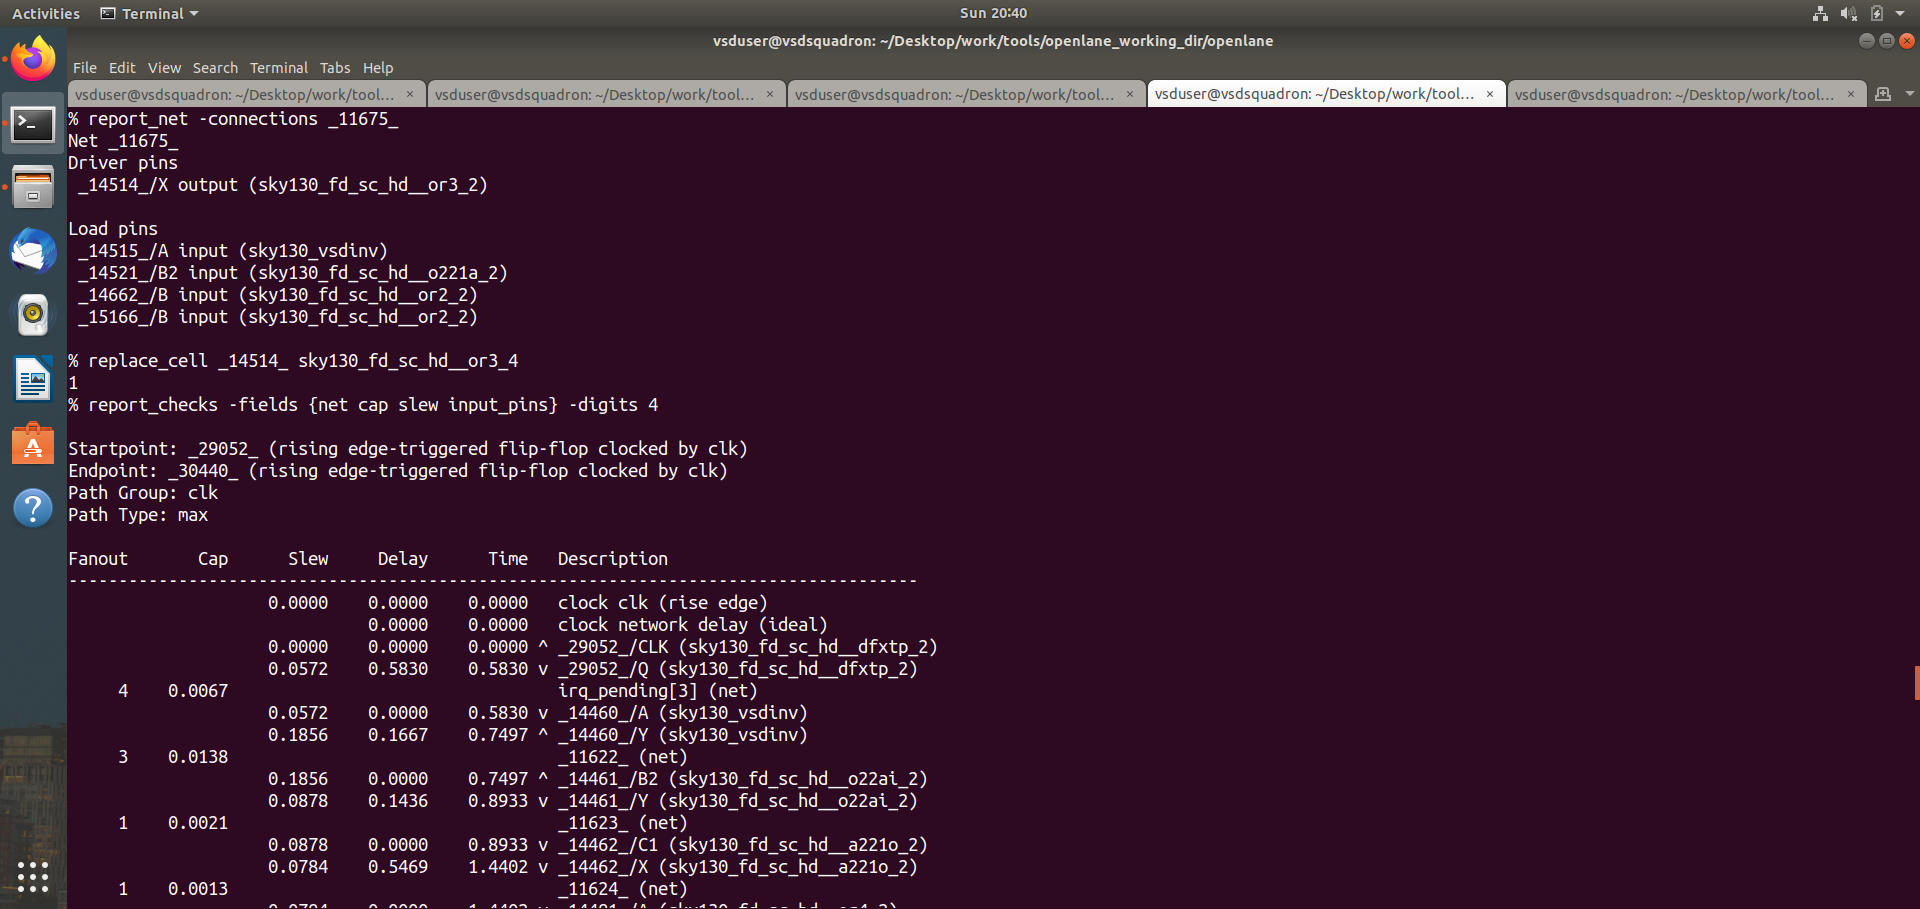 Activities Terminal Sun 20:40
vsduser@vsdsquadron: ~/Desktop/work/tools/openlane_working_dir/openlane
File Edit View Search Terminal Tabs Help
vsduser@vsdsquadron: ~/Desktop/work/tool... × vsduser@vsdsquadron: ~/Desktop/work/tool... × vsduser@vsdsquadron: ~/Desktop/work/tool... × vsduser@vsdsquadron: ~/Desktop/work/tool... × vsduser@vsdsquadron: ~/Desktop/work/tool... ×
% report_net -connections _11675_
Net _11675_
Driver pins
 _14514_/X output (sky130_fd_sc_hd__or3_2)
Load pins
 _14515_/A input (sky130_vsdinv)
 _14521_/B2 input (sky130_fd_sc_hd__o221a_2)
 _14662_/B input (sky130_fd_sc_hd__or2_2)
 _15166_/B input (sky130_fd_sc_hd__or2_2)
% replace_cell _14514_ sky130_fd_sc_hd__or3_4
1
% report_checks -fields {net cap slew input_pins} -digits 4
Startpoint: _29052_ (rising edge-triggered flip-flop clocked by clk)
Endpoint: _30440_ (rising edge-triggered flip-flop clocked by clk)
Path Group: clk
Path Type: max
Fanout Cap Slew Delay Time Description
-------------------------------------------------------------------------------------
0.0000 0.0000 0.0000 clock clk (rise edge)
0.0000 0.0000 clock network delay (ideal)
0.0000 0.0000 0.0000 ^ _29052_/CLK (sky130_fd_sc_hd__dfxtp_2)
0.0572 0.5830 0.5830 v _29052_/Q (sky130_fd_sc_hd__dfxtp_2)
4 0.0067 irq_pending[3] (net)
0.0572 0.0000 0.5830 v _14460_/A (sky130_vsdinv)
0.1856 0.1667 0.7497 ^ _14460_/Y (sky130_vsdinv)
3 0.0138 _11622_ (net)
0.1856 0.0000 0.7497 ^ _14461_/B2 (sky130_fd_sc_hd__o22ai_2)
0.0878 0.1436 0.8933 v _14461_/Y (sky130_fd_sc_hd__o22ai_2)
1 0.0021 _11623_ (net)
0.0878 0.0000 0.8933 v _14462_/C1 (sky130_fd_sc_hd__a221o_2)
0.0784 0.5469 1.4402 v _14462_/X (sky130_fd_sc_hd__a221o_2)
1 0.0013 _11624_ (net)